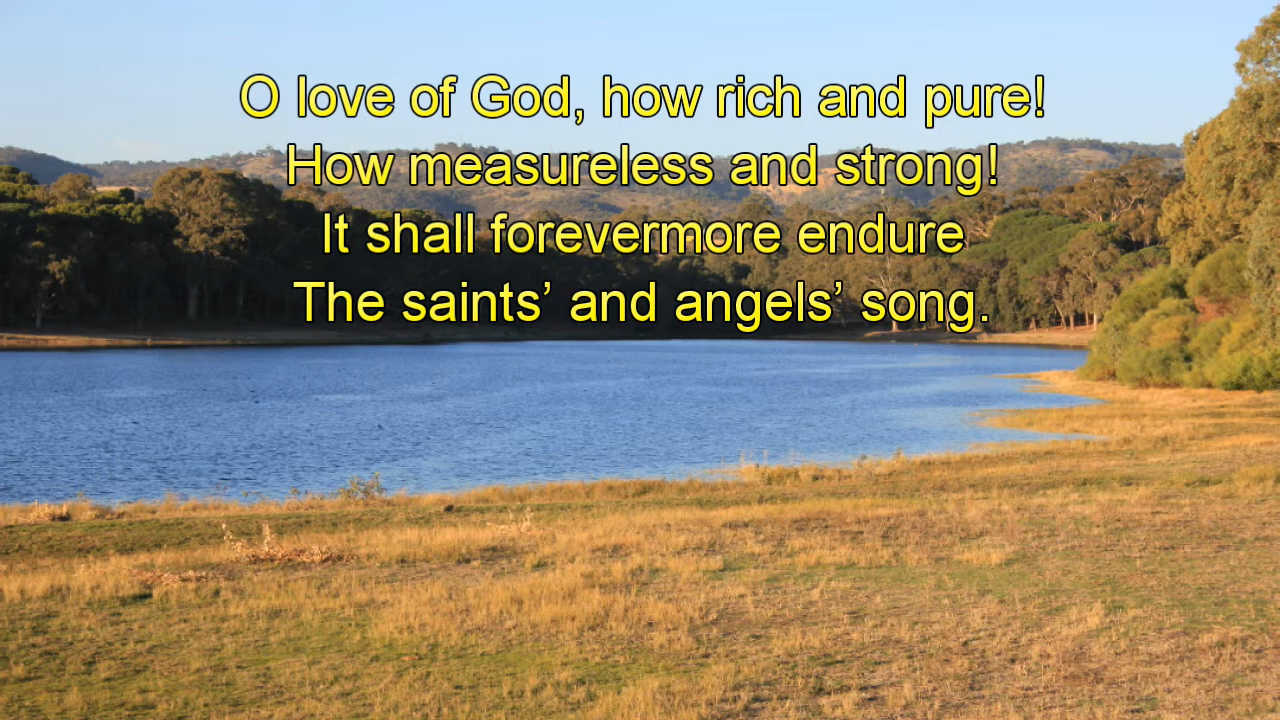 O love of God, how rich and pure!
How measureless and strong!
It shall forevermore endure
The saints’ and angels’ song.